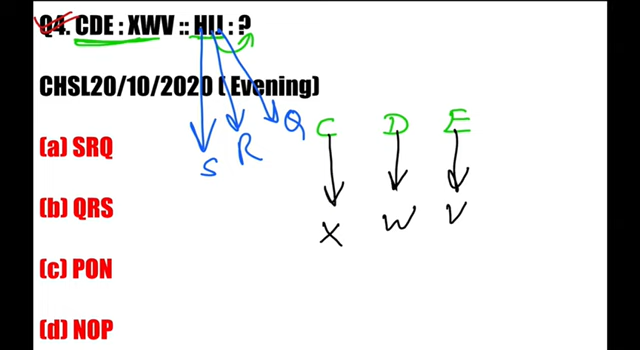 Q4. CDE : XWV :: HIJ : ?
CHSL20/10/2020 ( Evening)
(a) SRQ
(b) QRS
(c) PON
(d) NOP
S R Q
C D E
X W V